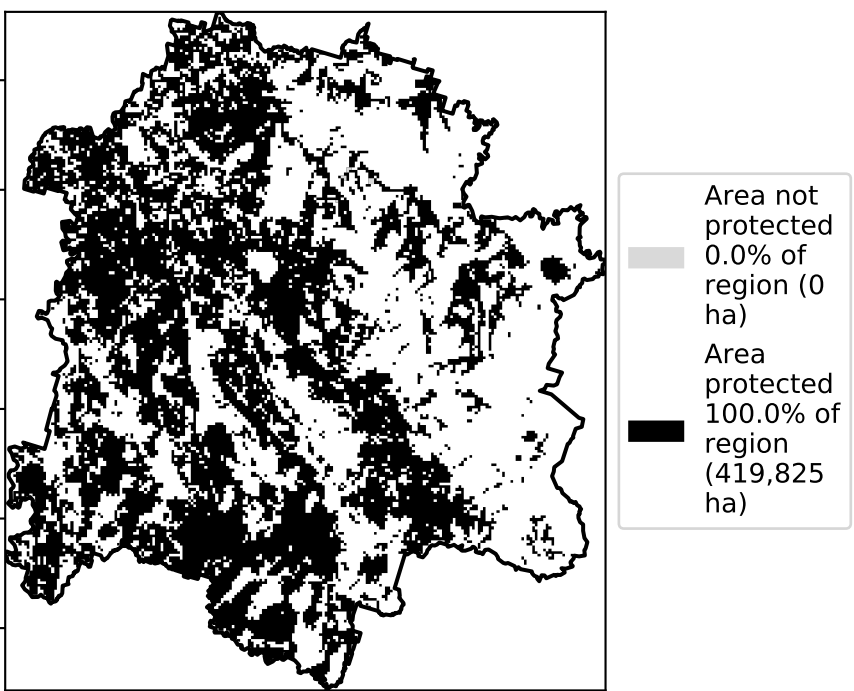 Area not
protected
0.0% of
region (0
ha)
Area
protected
100.0% of
region
(419,825
ha)